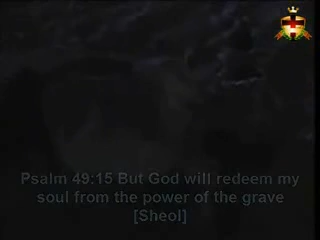 Psalm 49:15 But God will redeem my
soul from the power of the grave
[Sheol]